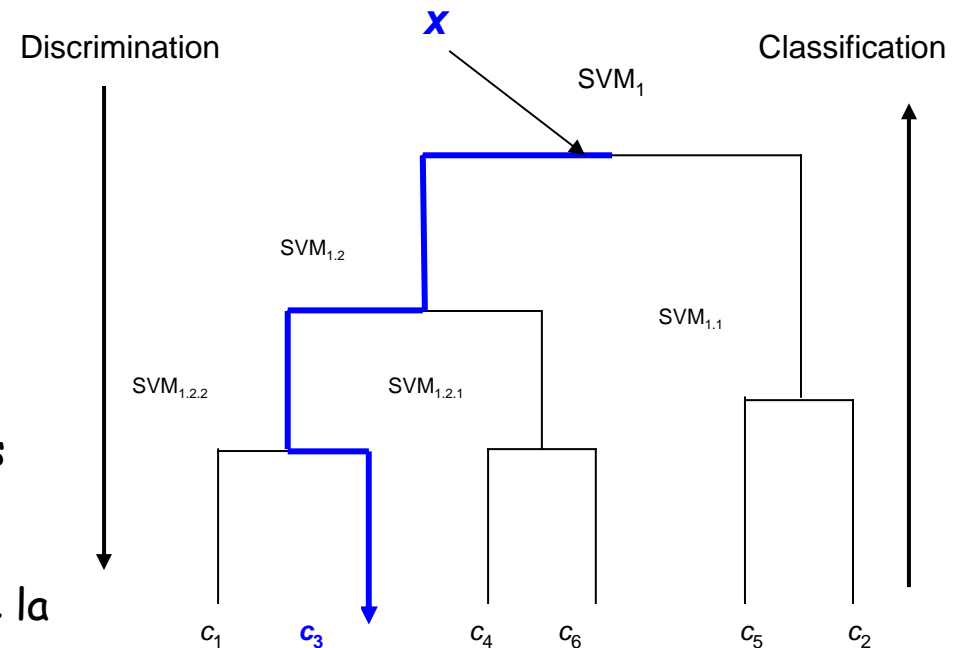 x
Discrimination
Classification
SVM₁
SVM₁.₂
SVM₁.₁
SVM₁.₂.₂
SVM₁.₂.₁
s
la
c₁ c₃ c₄ c₆ c₅ c₂